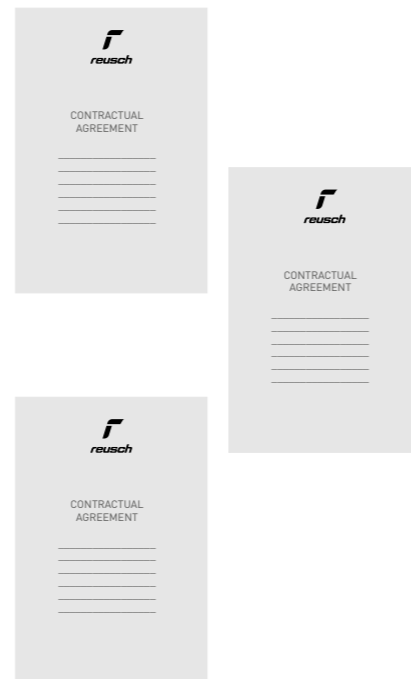 reusch
CONTRACTUAL
AGREEMENT
reusch
CONTRACTUAL
AGREEMENT
reusch
CONTRACTUAL
AGREEMENT